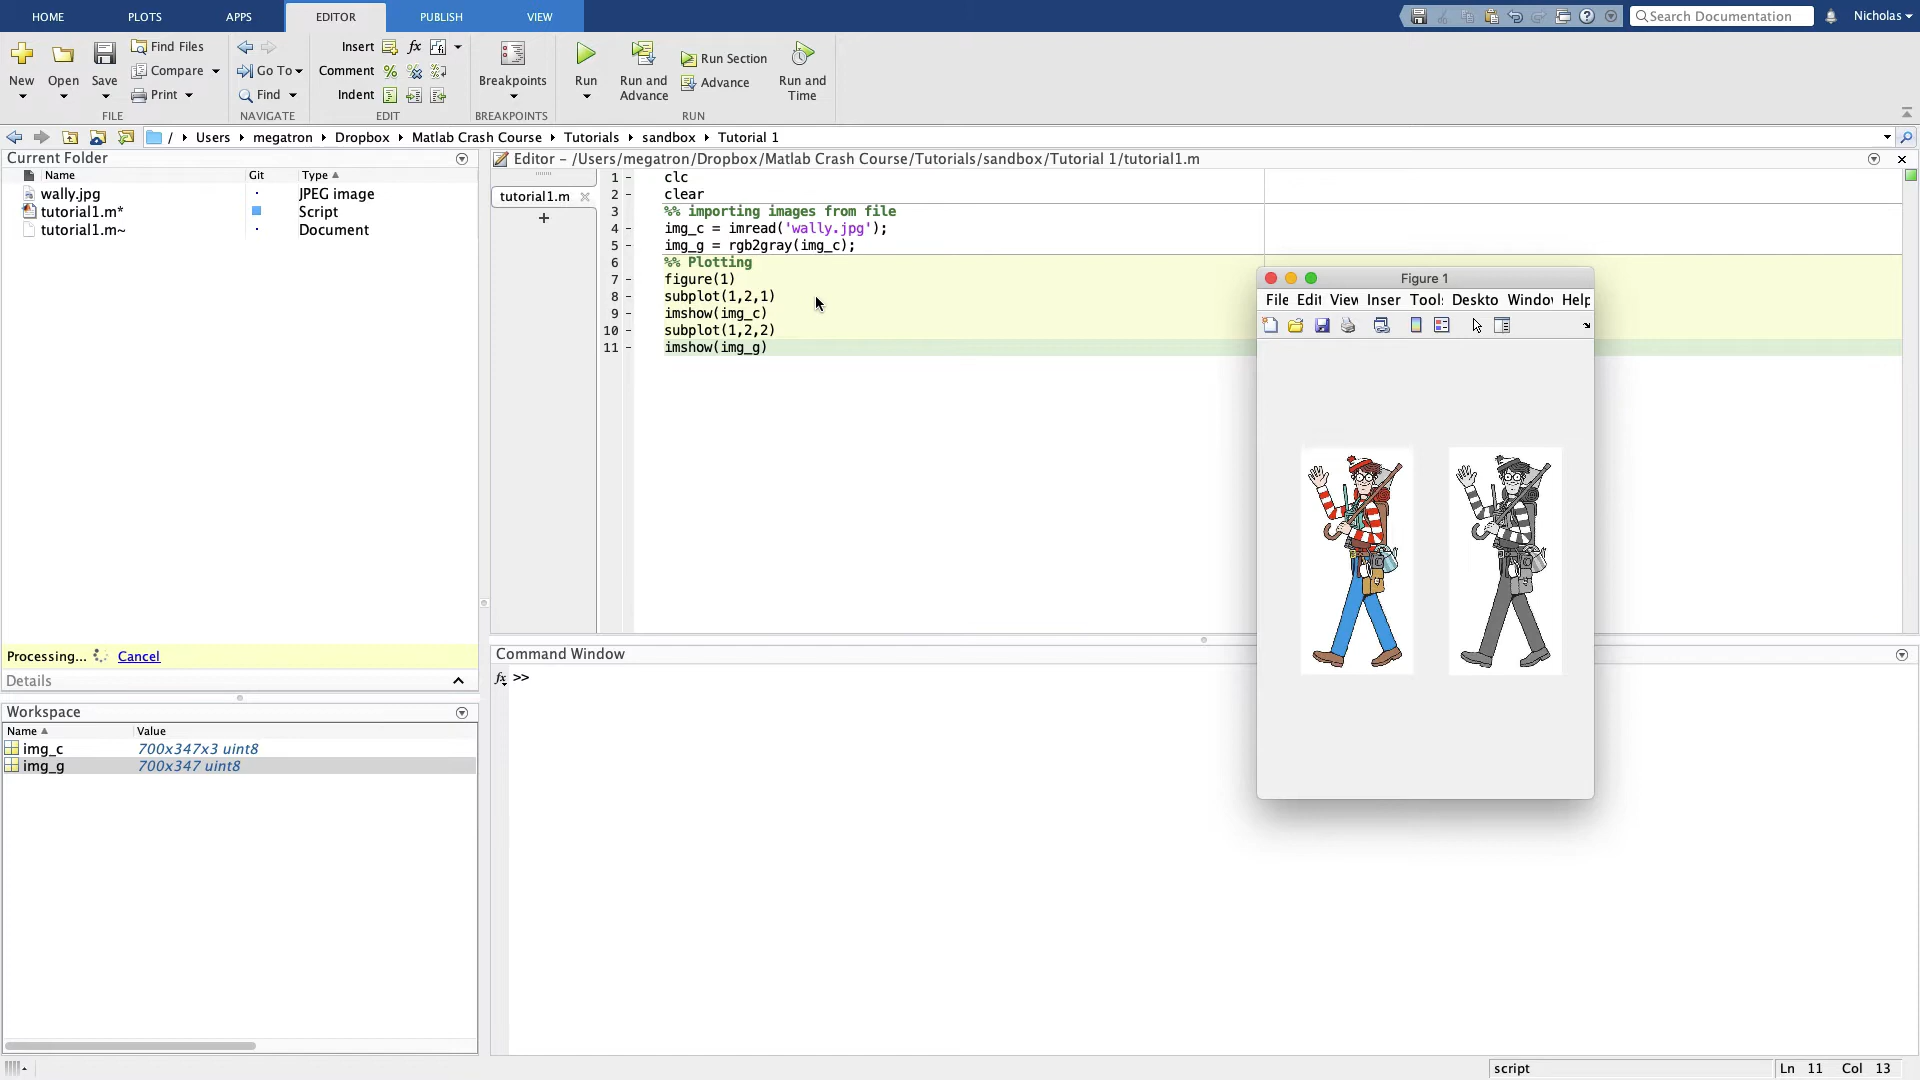 HOME PLOTS APPS EDITOR PUBLISH VIEW Search Documentation Nicholas
New Open Save Find Files Compare Print
Go To Find
Insert fx
Comment
Indent
Breakpoints Run Run and Advance Run Section Advance Run and Time
FILE NAVIGATE EDIT BREAKPOINTS RUN
/ Users megatron Dropbox Matlab Crash Course Tutorials sandbox Tutorial 1
Current Folder
Name Git Type
wally.jpg JPEG image
tutorial1.m* Script
tutorial1.m~ Document
Processing... Cancel
Details
Workspace
Name Value
img_c 700x347x3 uint8
img_g 700x347 uint8
Editor - /Users/megatron/Dropbox/Matlab Crash Course/Tutorials/sandbox/Tutorial 1/tutorial1.m
tutorial1.m
+
1 - clc
2 - clear
3 %% importing images from file
4 - img_c = imread('wally.jpg');
5 - img_g = rgb2gray(img_c);
6 %% Plotting
7 - figure(1)
8 - subplot(1,2,1)
9 - imshow(img_c)
10 - subplot(1,2,2)
11 - imshow(img_g)
Figure 1
File Edit View Inser Tools Deskto Windo Help
Command Window
fx >>
script Ln 11 Col 13